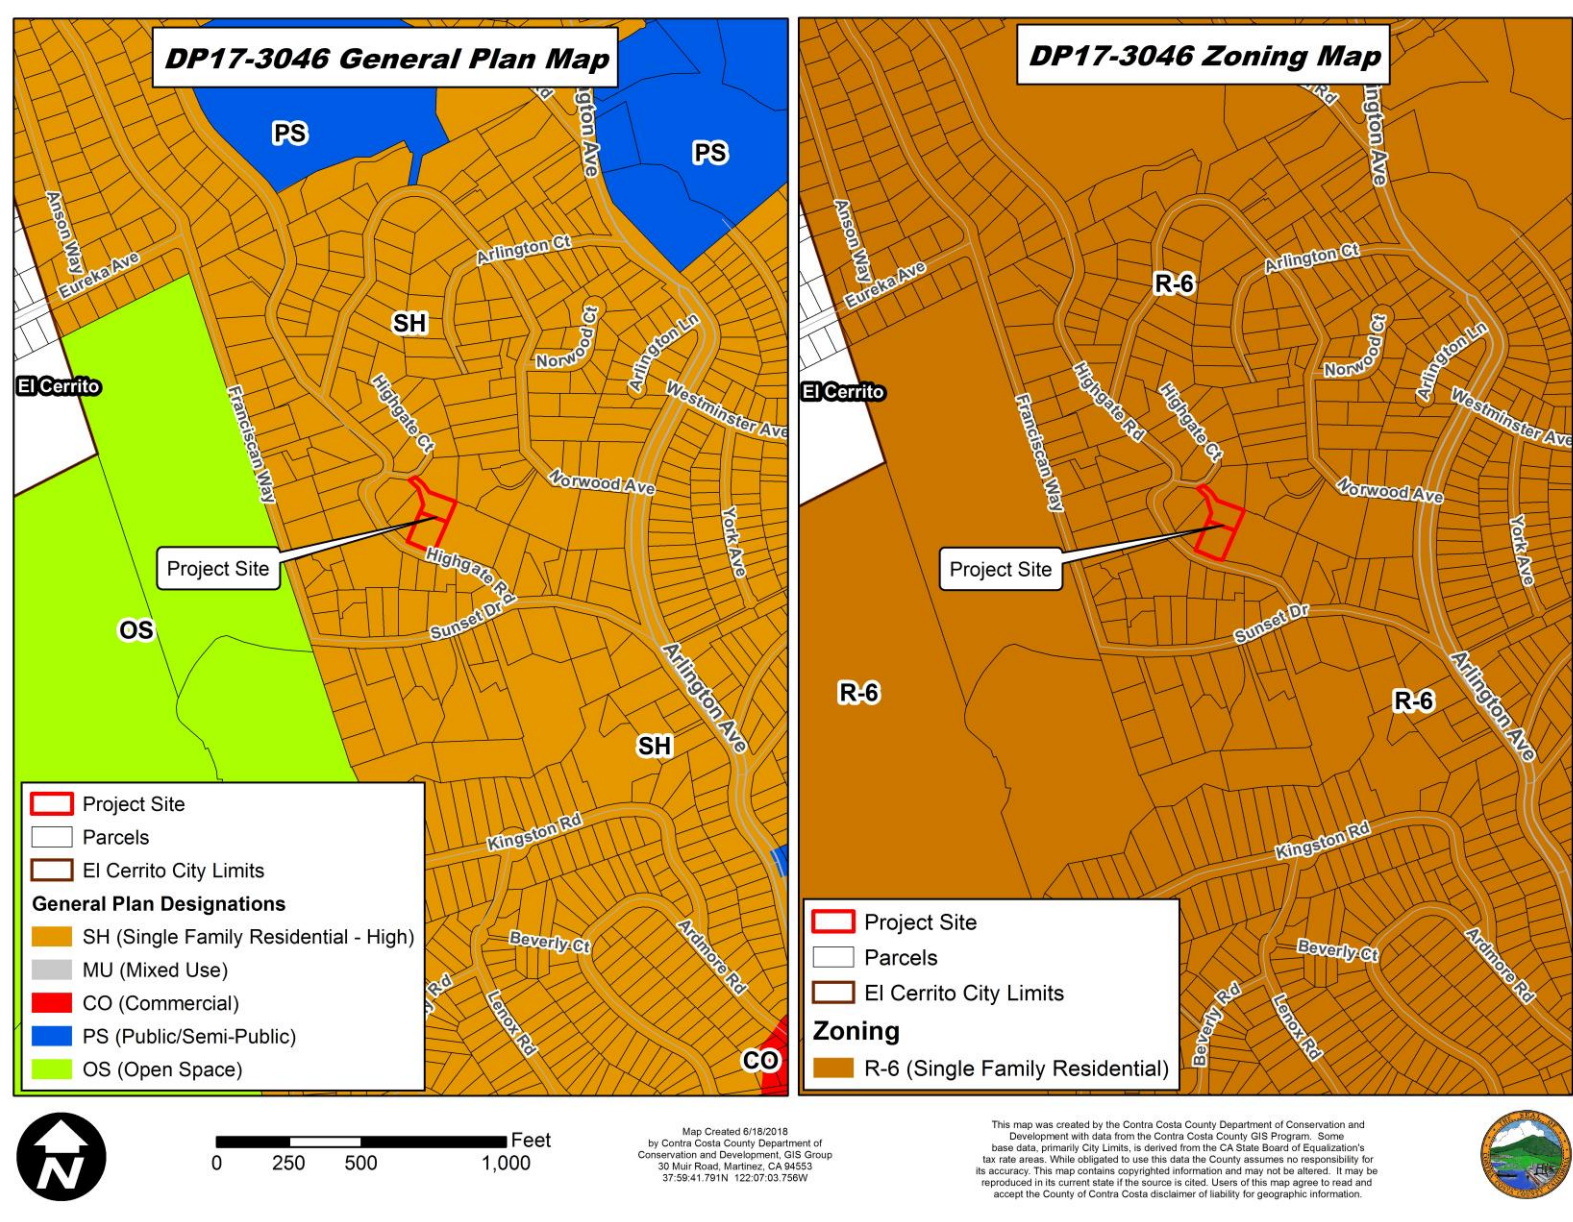 DP17-3046 General Plan Map
PS
PS
Rd
ngton Ave
Anson Way
Eureka Ave
Arlington Ct
SH
Norwood Ct
Arlington Ln
El Cerrito
Franciscan Way
Highgate Ct
Westminster Ave
Norwood Ave
York Ave
Project Site
Highgate Rd
OS
Sunset Dr
Arlington Ave
SH
Kingston Rd
Beverly Ct
Ardmore Rd
y Rd
Lenox Rd
CO
Project Site
Parcels
El Cerrito City Limits
General Plan Designations
SH (Single Family Residential - High)
MU (Mixed Use)
CO (Commercial)
PS (Public/Semi-Public)
OS (Open Space)
DP17-3046 Zoning Map
Rd
ington Ave
Anson Way
Eureka Ave
Arlington Ct
R-6
Norwood Ct
Arlington Ln
El Cerrito
Franciscan Way
Highgate Rd
Highgate Ct
Westminster Ave
Norwood Ave
York Ave
Project Site
Sunset Dr
R-6
R-6
Arlington Ave
Kingston Rd
Beverly Ct
Ardmore Rd
Beverly Rd
Lenox Rd
Project Site
Parcels
El Cerrito City Limits
Zoning
R-6 (Single Family Residential)
N
Feet
0 250 500 1,000
Map Created 6/18/2018
by Contra Costa County Department of
Conservation and Development, GIS Group
30 Muir Road, Martinez, CA 94553
37:59:41.791N 122:07:03.756W
This map was created by the Contra Costa County Department of Conservation and
Development with data from the Contra Costa County GIS Program. Some
base data, primarily City Limits, is derived from the CA State Board of Equalization's
tax rate areas. While obligated to use this data the County assumes no responsibility for
its accuracy. This map contains copyrighted information and may not be altered. It may be
reproduced in its current state if the source is cited. Users of this map agree to read and
accept the County of Contra Costa disclaimer of liability for geographic information.